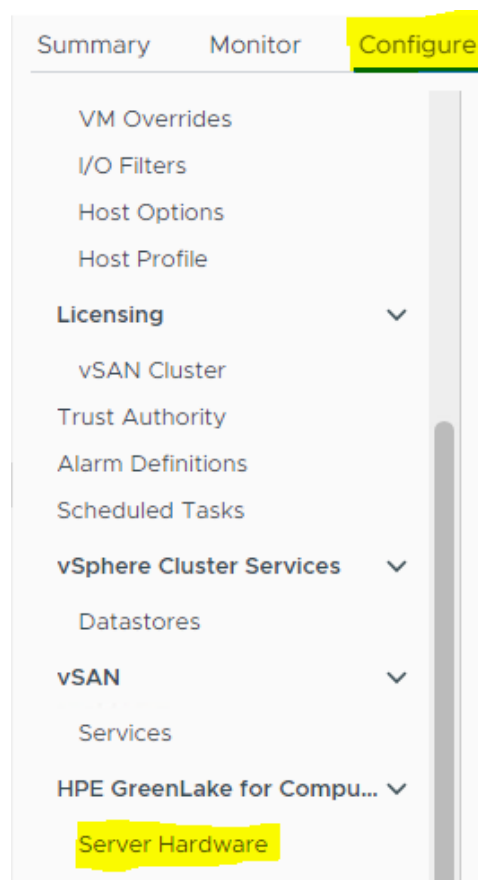 Summary Monitor Configure
VM Overrides
I/O Filters
Host Options
Host Profile
Licensing
vSAN Cluster
Trust Authority
Alarm Definitions
Scheduled Tasks
vSphere Cluster Services
Datastores
vSAN
Services
HPE GreenLake for Compu...
Server Hardware